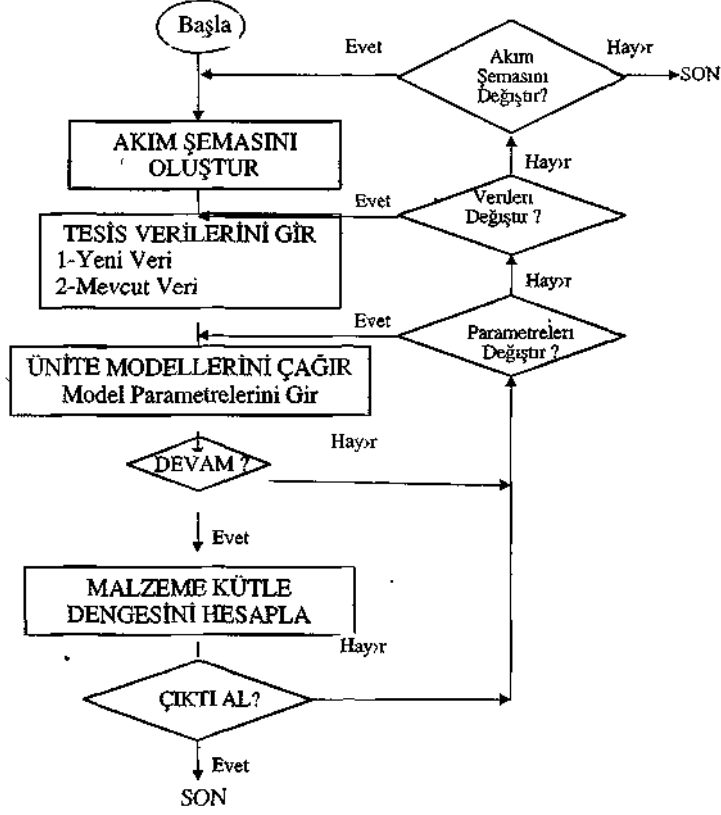 Başla
AKIM ŞEMASINI
OLUŞTUR
TESİS VERİLERİNİ GİR
1-Yeni Veri
2-Mevcut Veri
ÜNİTE MODELLERİNİ ÇAĞIR
Model Parametrelerini Gir
DEVAM ?
Hayır
Evet
MALZEME KÜTLE
DENGESİNİ HESAPLA
Hayır
ÇIKTI AL?
Evet
SON
Parametreleri
Değiştir ?
Evet
Hayır
Verileri
Değiştir ?
Evet
Hayır
Akım
Şemasını
Değiştir?
Evet
Hayır
SON